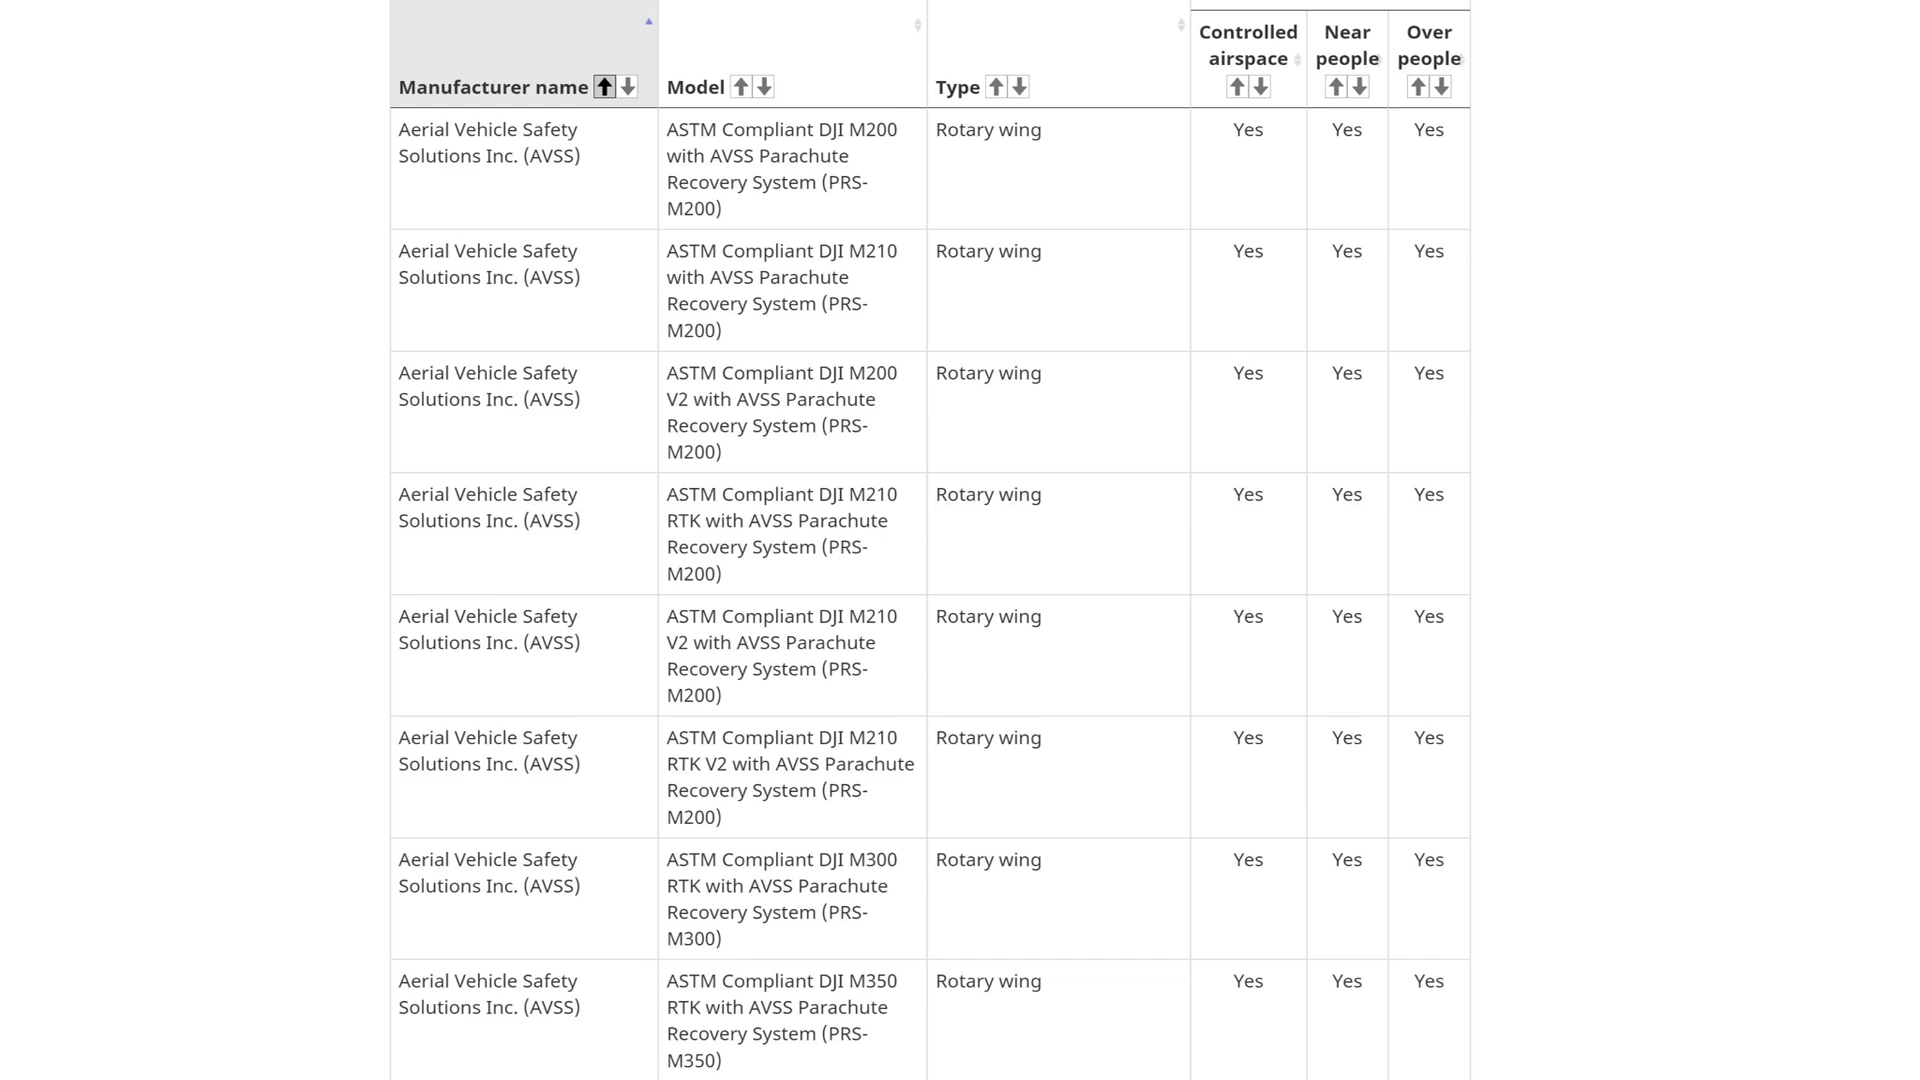 Manufacturer name
Model
Type
Controlled
airspace
Near
people
Over
people
Aerial Vehicle Safety
Solutions Inc. (AVSS)
ASTM Compliant DJI M200
with AVSS Parachute
Recovery System (PRS-
M200)
Rotary wing
Yes
Yes
Yes
Aerial Vehicle Safety
Solutions Inc. (AVSS)
ASTM Compliant DJI M210
with AVSS Parachute
Recovery System (PRS-
M200)
Rotary wing
Yes
Yes
Yes
Aerial Vehicle Safety
Solutions Inc. (AVSS)
ASTM Compliant DJI M200
V2 with AVSS Parachute
Recovery System (PRS-
M200)
Rotary wing
Yes
Yes
Yes
Aerial Vehicle Safety
Solutions Inc. (AVSS)
ASTM Compliant DJI M210
RTK with AVSS Parachute
Recovery System (PRS-
M200)
Rotary wing
Yes
Yes
Yes
Aerial Vehicle Safety
Solutions Inc. (AVSS)
ASTM Compliant DJI M210
V2 with AVSS Parachute
Recovery System (PRS-
M200)
Rotary wing
Yes
Yes
Yes
Aerial Vehicle Safety
Solutions Inc. (AVSS)
ASTM Compliant DJI M210
RTK V2 with AVSS Parachute
Recovery System (PRS-
M200)
Rotary wing
Yes
Yes
Yes
Aerial Vehicle Safety
Solutions Inc. (AVSS)
ASTM Compliant DJI M300
RTK with AVSS Parachute
Recovery System (PRS-
M300)
Rotary wing
Yes
Yes
Yes
Aerial Vehicle Safety
Solutions Inc. (AVSS)
ASTM Compliant DJI M350
RTK with AVSS Parachute
Recovery System (PRS-
M350)
Rotary wing
Yes
Yes
Yes